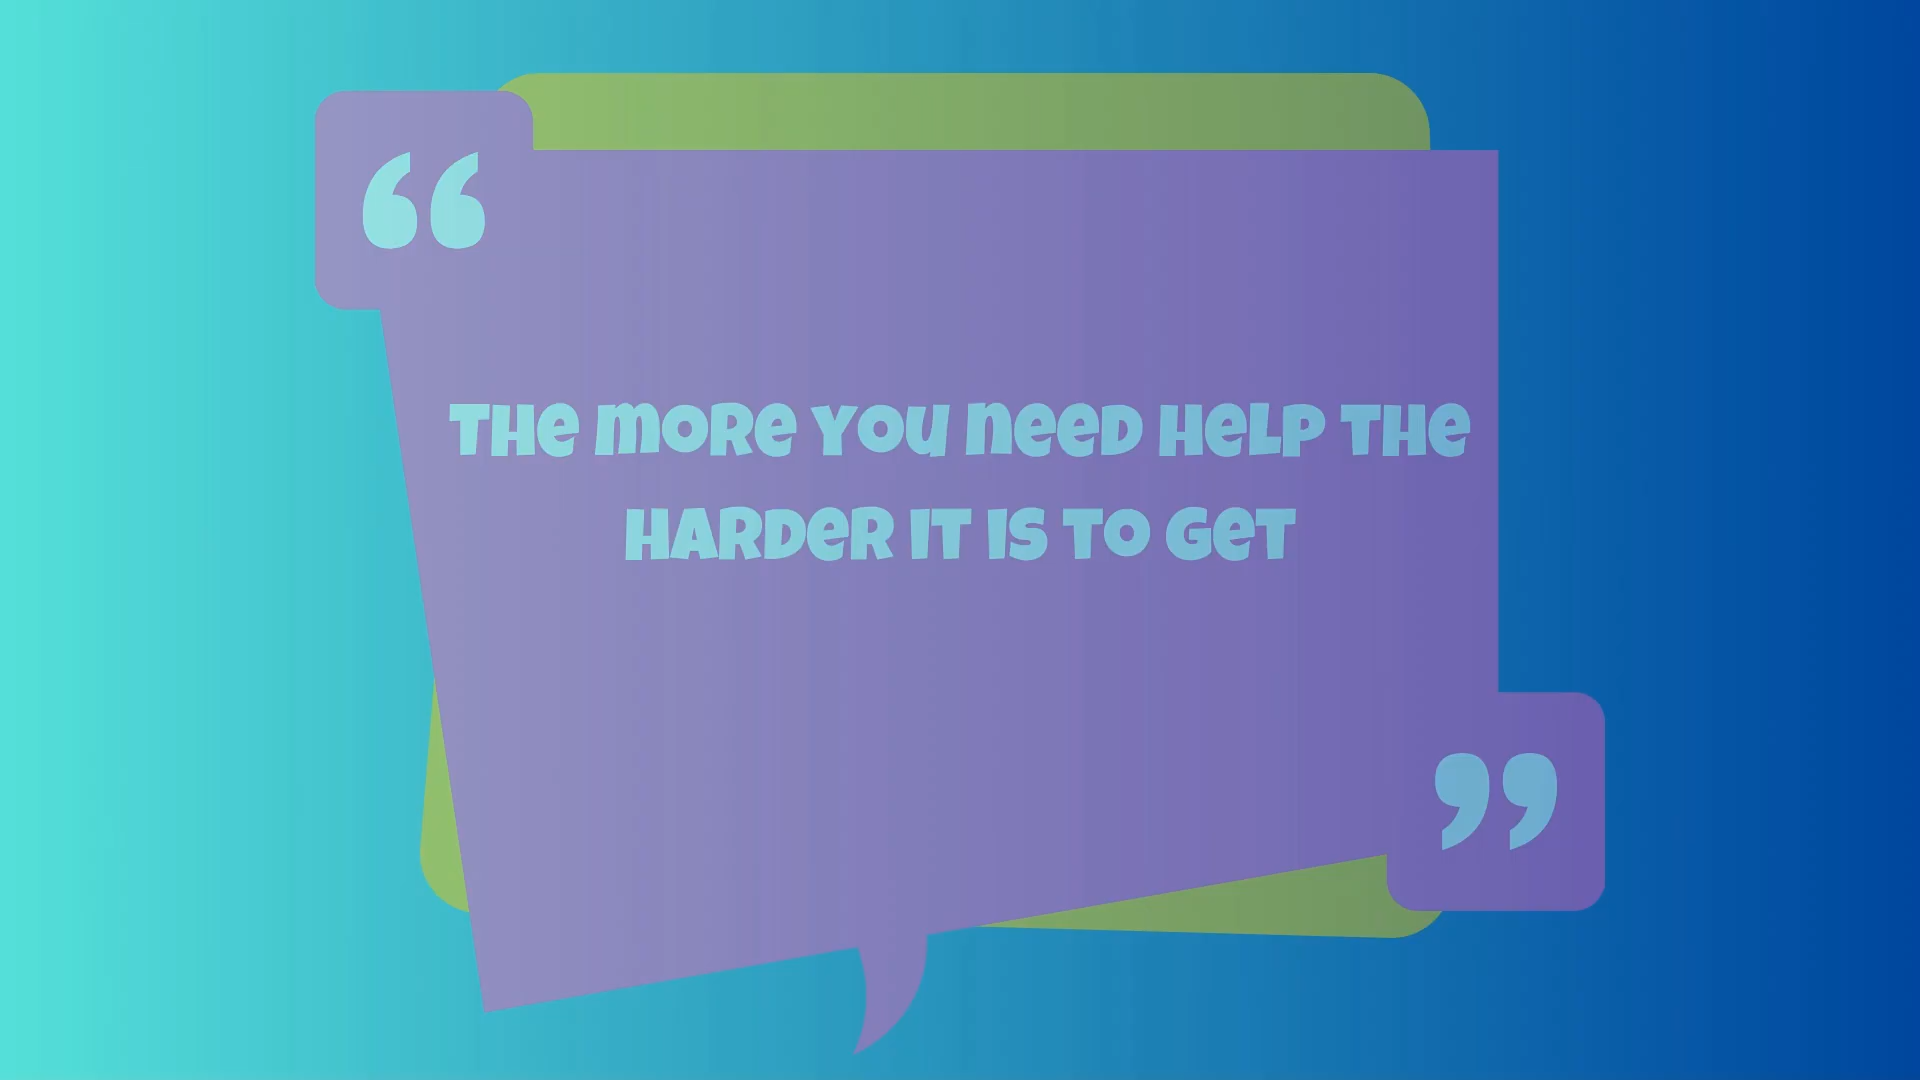 “
THE MORE YOU NEED HELP THE
HARDER IT IS TO GET
”